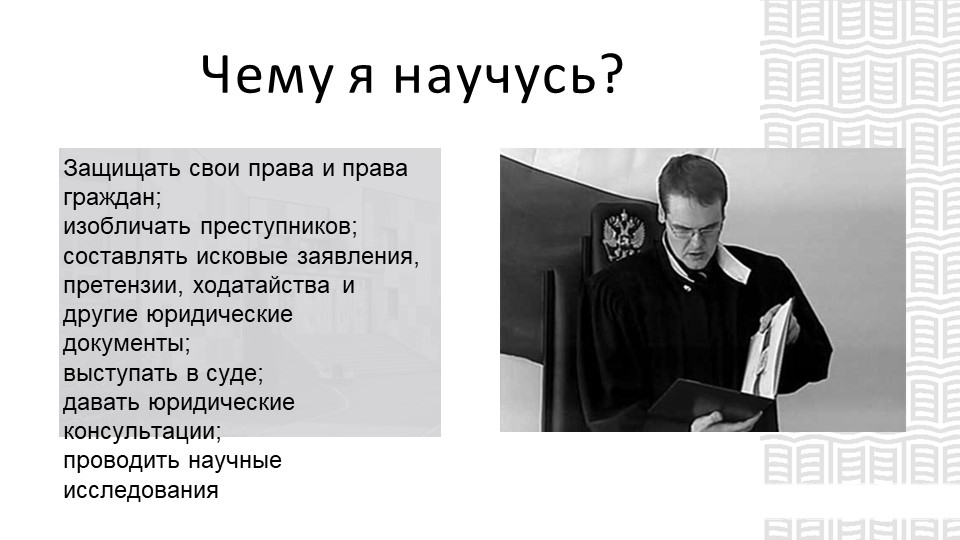 Чему я научусь?
Защищать свои права и права
граждан;
изобличать преступников;
составлять исковые заявления,
претензии, ходатайства и
другие юридические
документы;
выступать в суде;
давать юридические
консультации;
проводить научные
исследования